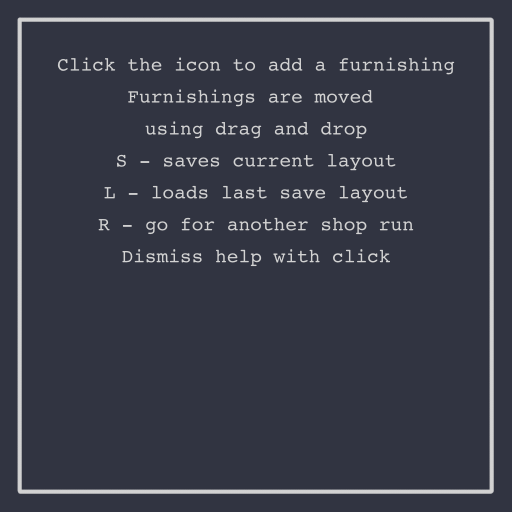 Click the icon to add a furnishing
Furnishings are moved
using drag and drop
S - saves current layout
L - loads last save layout
R - go for another shop run
Dismiss help with click